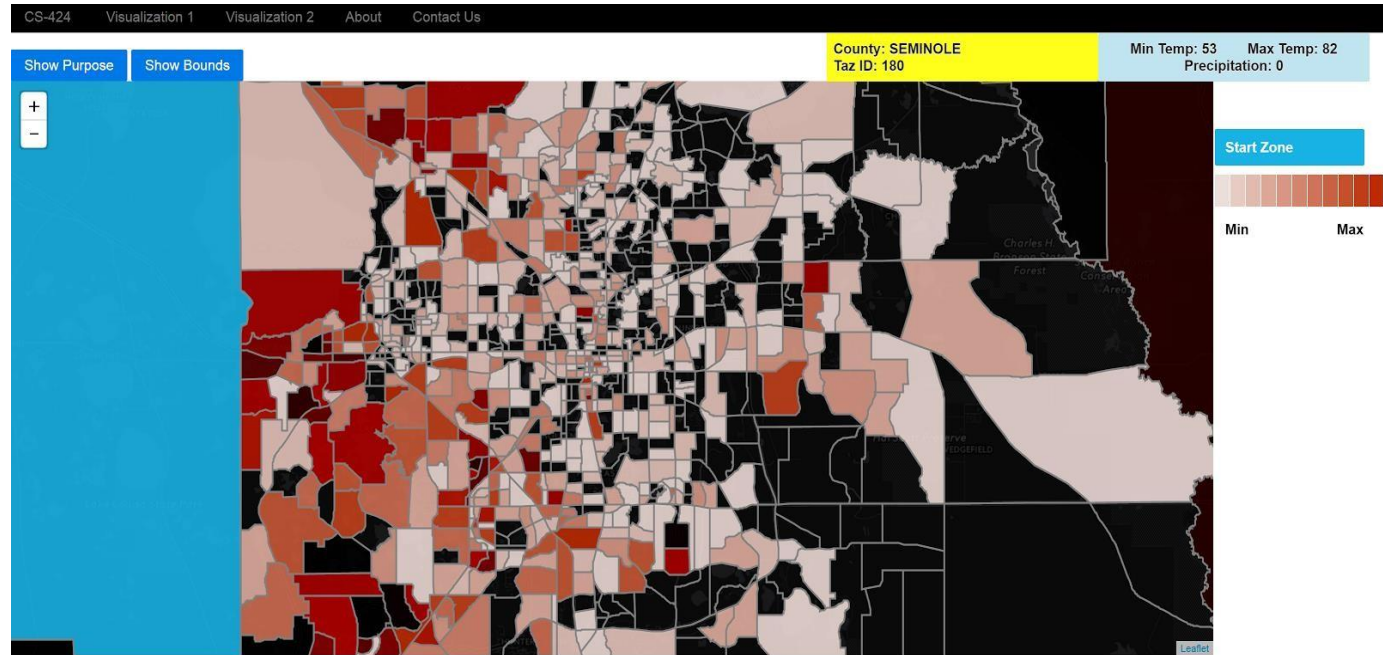 CS-424 Visualization 1 Visualization 2 About Contact Us
Show Purpose Show Bounds
County: SEMINOLE
Taz ID: 180
Min Temp: 53 Max Temp: 82
Precipitation: 0
+
−
Start Zone
Min Max
Charles H.
Bronson State
Forest
Area
Leaflet